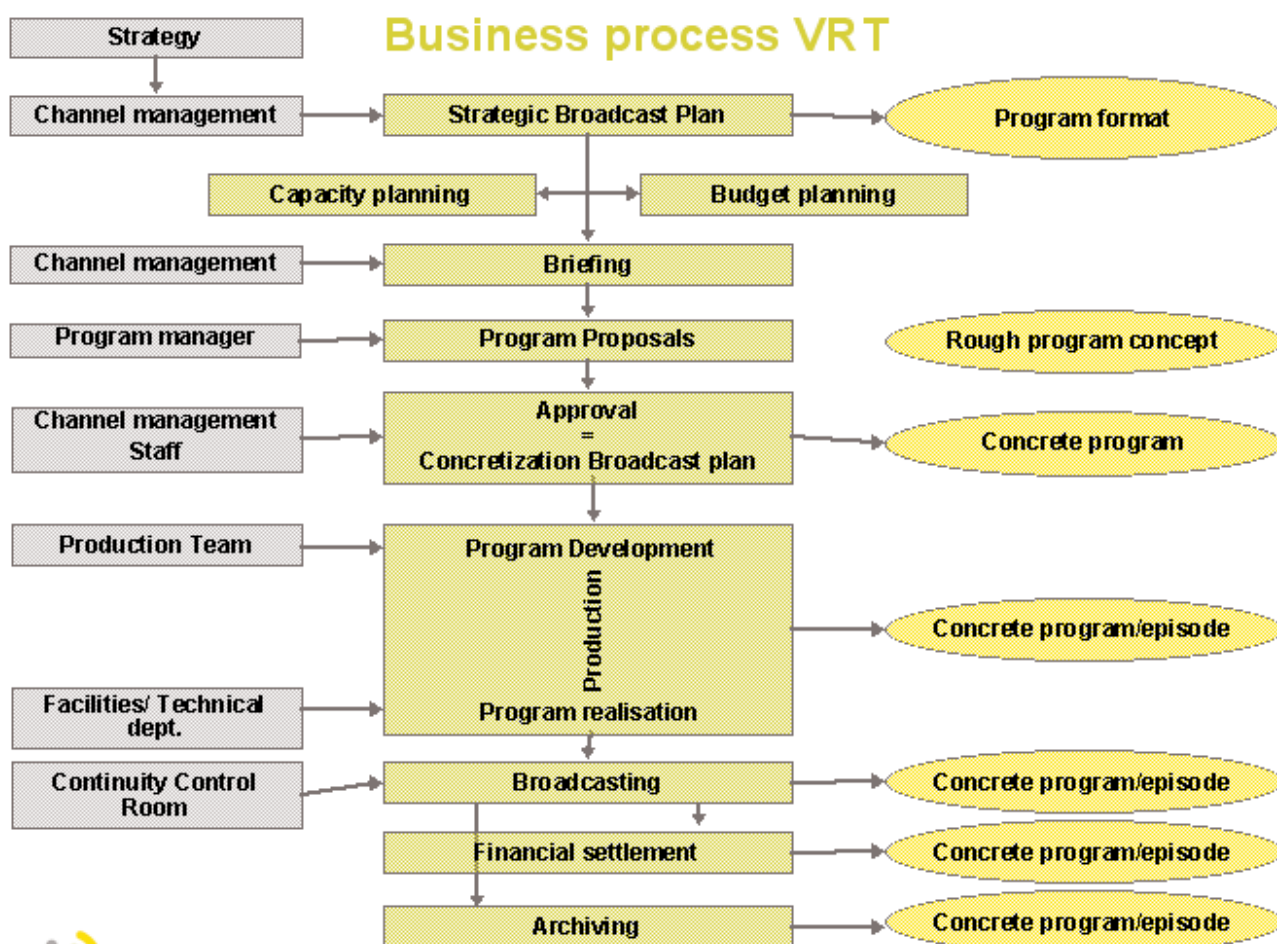 Business process VRT
Strategy
Channel management
Strategic Broadcast Plan
Program format
Capacity planning
Budget planning
Channel management
Briefing
Program manager
Program Proposals
Rough program concept
Channel management
Staff
Approval
=
Concretization Broadcast plan
Concrete program
Production Team
Program Development
Production
Concrete program/episode
Facilities/ Technical
dept.
Program realisation
Continuity Control
Room
Broadcasting
Concrete program/episode
Financial settlement
Concrete program/episode
Archiving
Concrete program/episode